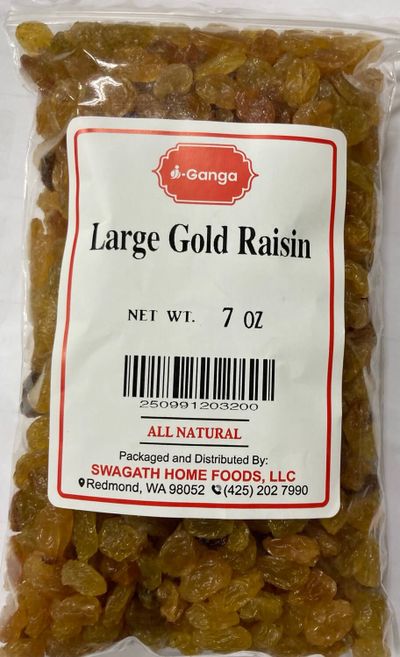 i-Ganga
Large Gold Raisin
NET WT. 7 OZ
250991203200
ALL NATURAL
Packaged and Distributed By:
SWAGATH HOME FOODS, LLC
Redmond, WA 98052 (425) 202 7990